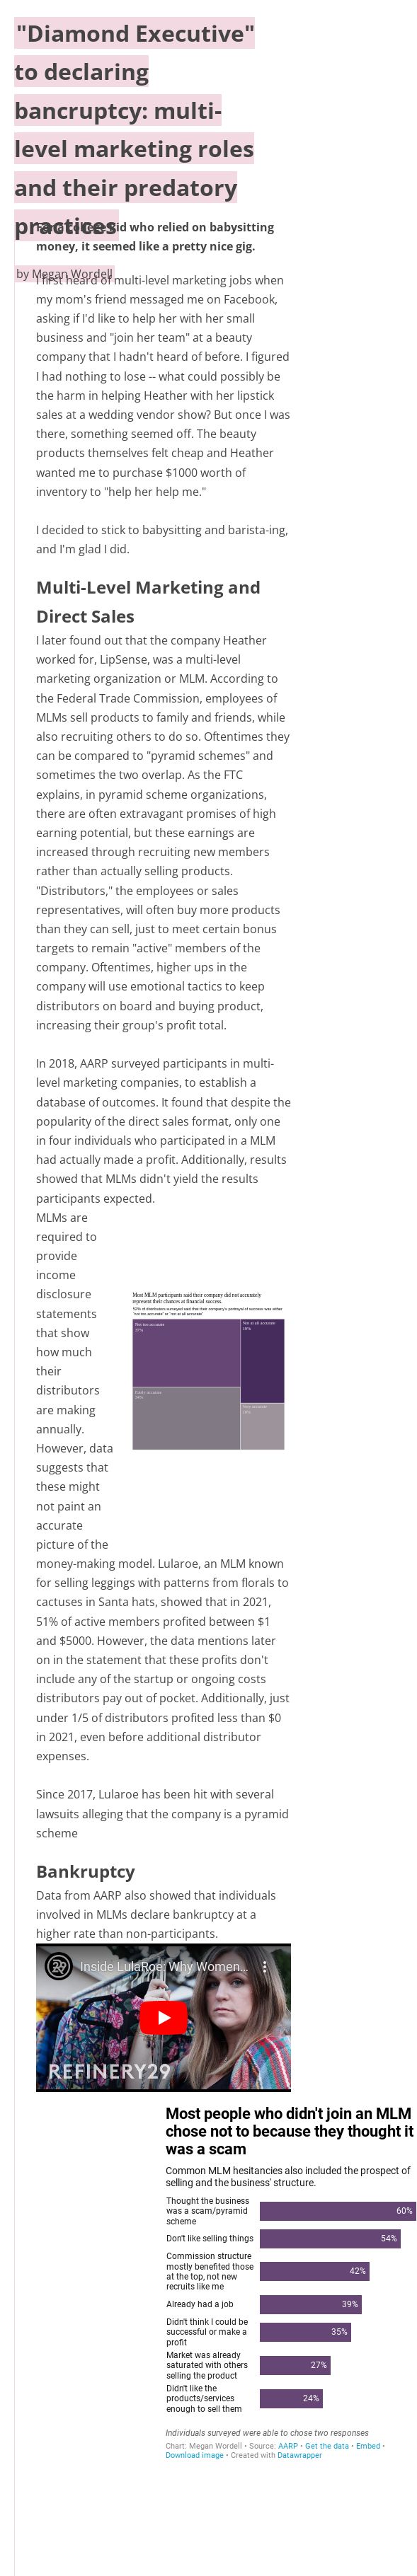 "Diamond Executive"
to declaring
bancruptcy: multi-
level marketing roles
and their predatory
practices
For a college kid who relied on babysitting
money, it seemed like a pretty nice gig.
by Megan Wordell
I first heard of multi-level marketing jobs when
my mom's friend messaged me on Facebook,
asking if I'd like to help her with her small
business and "join her team" at a beauty
company that I hadn't heard of before. I figured
I had nothing to lose -- what could possibly be
the harm in helping Heather with her lipstick
sales at a wedding vendor show? But once I was
there, something seemed off. The beauty
products themselves felt cheap and Heather
wanted me to purchase $1000 worth of
inventory to "help her help me."
I decided to stick to babysitting and barista-ing,
and I'm glad I did.
Multi-Level Marketing and
Direct Sales
I later found out that the company Heather
worked for, LipSense, was a multi-level
marketing organization or MLM. According to
the Federal Trade Commission, employees of
MLMs sell products to family and friends, while
also recruiting others to do so. Oftentimes they
can be compared to "pyramid schemes" and
sometimes the two overlap. As the FTC
explains, in pyramid scheme organizations,
there are often extravagant promises of high
earning potential, but these earnings are
increased through recruiting new members
rather than actually selling products.
"Distributors," the employees or sales
representatives, will often buy more products
than they can sell, just to meet certain bonus
targets to remain "active" members of the
company. Oftentimes, higher ups in the
company will use emotional tactics to keep
distributors on board and buying product,
increasing their group's profit total.
In 2018, AARP surveyed participants in multi-
level marketing companies, to establish a
database of outcomes. It found that despite the
popularity of the direct sales format, only one
in four individuals who participated in a MLM
had actually made a profit. Additionally, results
showed that MLMs didn't yield the results
participants expected.
MLMs are
required to
provide
income
disclosure
statements
that show
how much
their
distributors
are making
annually.
However, data
suggests that
these might
not paint an
accurate
picture of the
Most MLM participants said their company did not accurately
represent their chances at financial success.
53% of distributors surveyed said that their company's portrayal of success was either
"not too accurate" or "not at all accurate".
Not too accurate
Not at all accurate
Fairly accurate
Very accurate
money-making model. Lularoe, an MLM known
for selling leggings with patterns from florals to
cactuses in Santa hats, showed that in 2021,
51% of active members profited between $1
and $5000. However, the data mentions later
on in the statement that these profits don't
include any of the startup or ongoing costs
distributors pay out of pocket. Additionally, just
under 1/5 of distributors profited less than $0
in 2021, even before additional distributor
expenses.
Since 2017, Lularoe has been hit with several
lawsuits alleging that the company is a pyramid
scheme
Bankruptcy
Data from AARP also showed that individuals
involved in MLMs declare bankruptcy at a
higher rate than non-participants.
Inside LulaRoe: Why Women...
REFINERY29
Most people who didn't join an MLM
chose not to because they thought it
was a scam
Common MLM hesitancies also included the prospect of
selling and the business' structure.
Thought the business
was a scam/pyramid
scheme
60%
Don't like selling things
54%
Commission structure
mostly benefited those
at the top, not new
recruits like me
42%
Already had a job
39%
Didn't think I could be
successful or make a
profit
35%
Market was already
saturated with others
selling the product
27%
Didn't like the
products/services
enough to sell them
24%
Individuals surveyed were able to chose two responses
Chart: Megan Wordell • Source: AARP • Get the data • Embed •
Download image • Created with Datawrapper